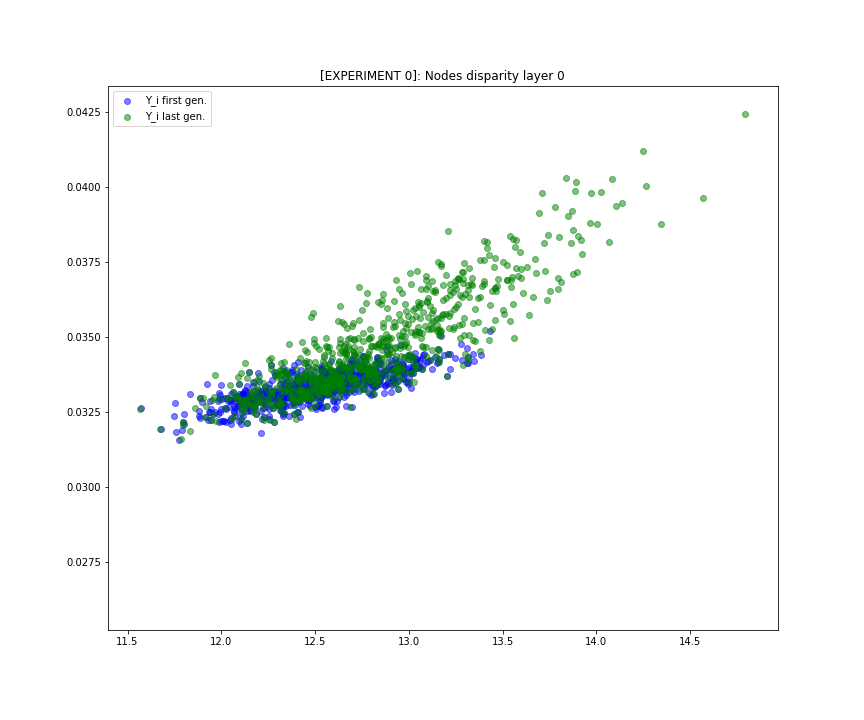 [EXPERIMENT 0]: Nodes disparity layer 0
Y_i first gen.
Y_i last gen.
0.0425
0.0400
0.0375
0.0350
0.0325
0.0300
0.0275
11.5 12.0 12.5 13.0 13.5 14.0 14.5